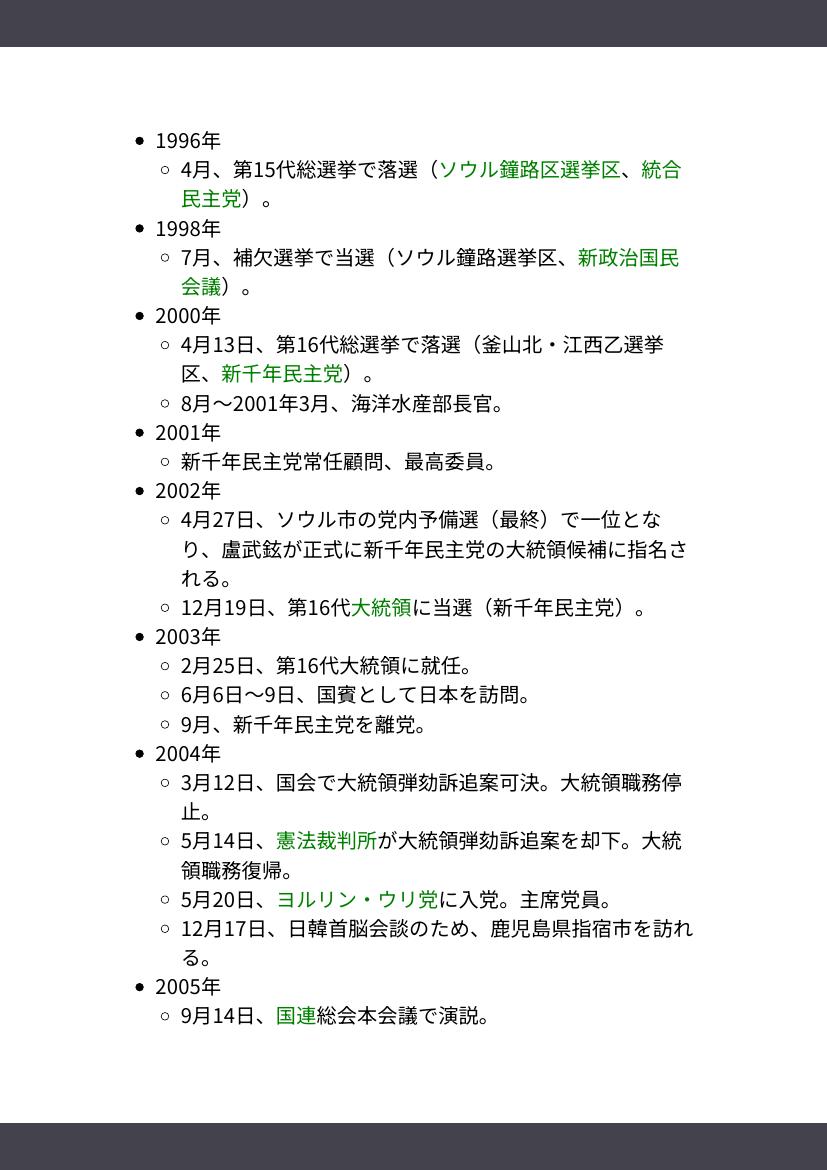 • 1996年
◦ 4月、第15代総選挙で落選（ソウル鐘路区選挙区、統合
民主党）。
• 1998年
◦ 7月、補欠選挙で当選（ソウル鐘路選挙区、新政治国民
会議）。
• 2000年
◦ 4月13日、第16代総選挙で落選（釜山北・江西乙選挙
区、新千年民主党）。
◦ 8月〜2001年3月、海洋水産部長官。
• 2001年
◦ 新千年民主党常任顧問、最高委員。
• 2002年
◦ 4月27日、ソウル市の党内予備選（最終）で一位とな
り、盧武鉉が正式に新千年民主党の大統領候補に指名さ
れる。
◦ 12月19日、第16代大統領に当選（新千年民主党）。
• 2003年
◦ 2月25日、第16代大統領に就任。
◦ 6月6日〜9日、国賓として日本を訪問。
◦ 9月、新千年民主党を離党。
• 2004年
◦ 3月12日、国会で大統領弾劾訴追案可決。大統領職務停
止。
◦ 5月14日、憲法裁判所が大統領弾劾訴追案を却下。大統
領職務復帰。
◦ 5月20日、ヨルリン・ウリ党に入党。主席党員。
◦ 12月17日、日韓首脳会談のため、鹿児島県指宿市を訪れ
る。
• 2005年
◦ 9月14日、国連総会本会議で演説。